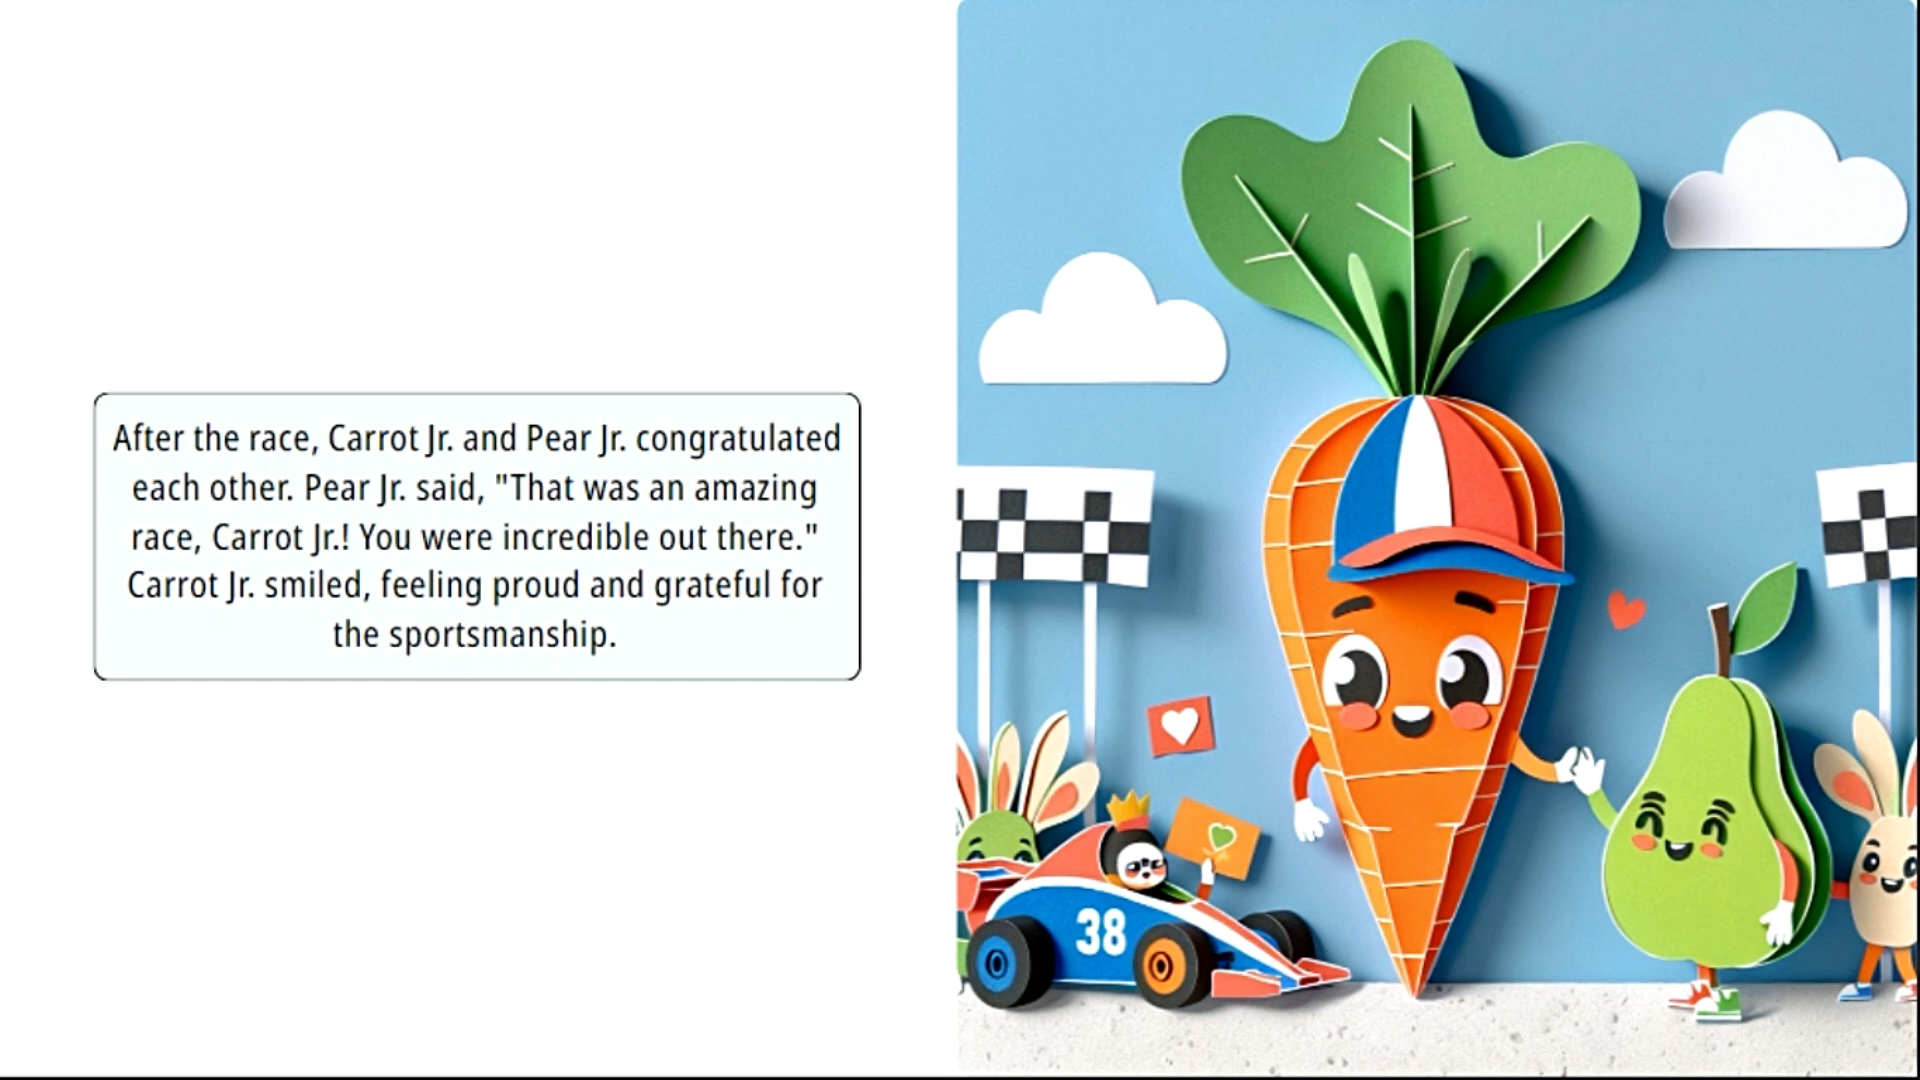 After the race, Carrot Jr. and Pear Jr. congratulated
each other. Pear Jr. said, "That was an amazing
race, Carrot Jr.! You were incredible out there."
Carrot Jr. smiled, feeling proud and grateful for
the sportsmanship.
38